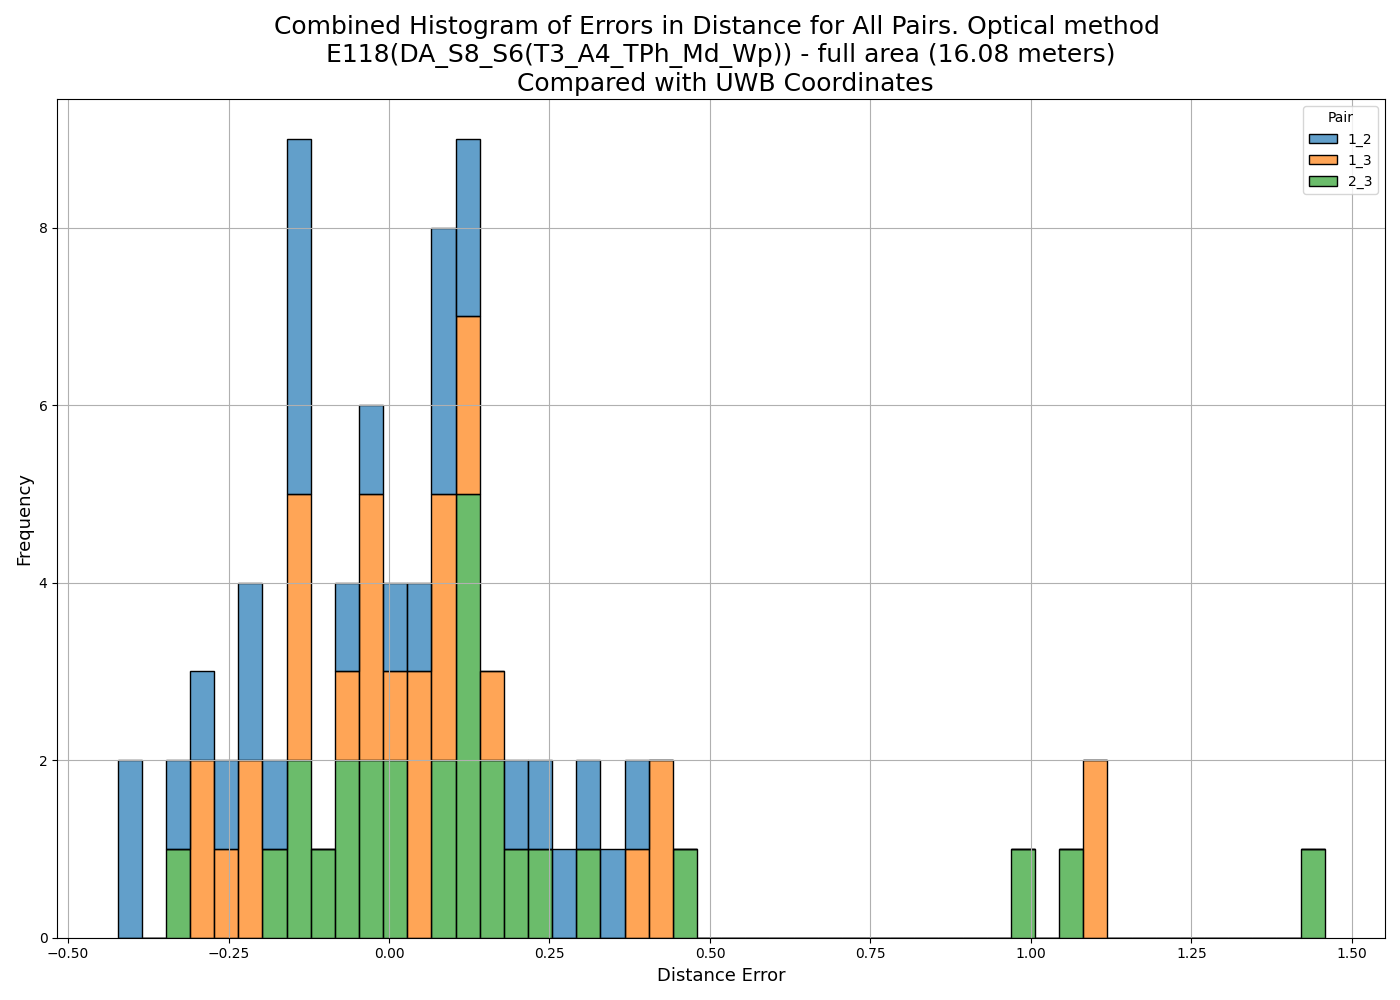 Combined Histogram of Errors in Distance for All Pairs. Optical method
E118(DA_S8_S6(T3_A4_TPh_Md_Wp)) - full area (16.08 meters)
Compared with UWB Coordinates
Pair
1_2
1_3
2_3
Frequency
8
6
4
2
0
−0.50 −0.25 0.00 0.25 0.50 0.75 1.00 1.25 1.50
Distance Error